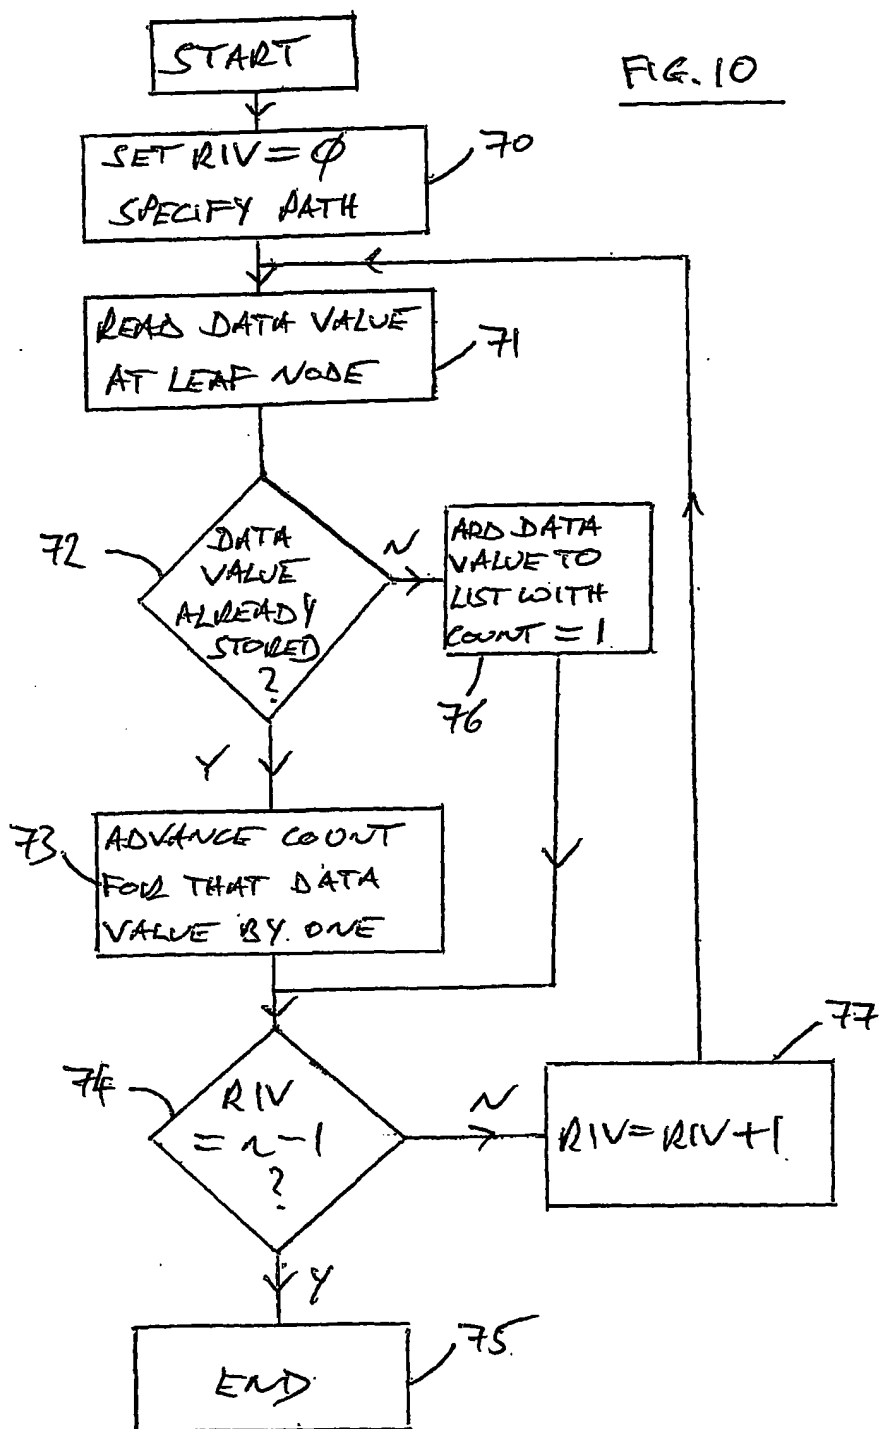 START
FIG. 10
SET RIV = φ
SPECIFY PATH
70
READ DATA VALUE
AT LEAF NODE
71
72
DATA
VALUE
ALREADY
STORED
?
N
ADD DATA
VALUE TO
LIST WITH
COUNT = 1
76
Y
73
ADVANCE COUNT
FOR THAT DATA
VALUE BY ONE
74
RIV
= n-1
?
N
77
RIV = RIV + 1
Y
END
75